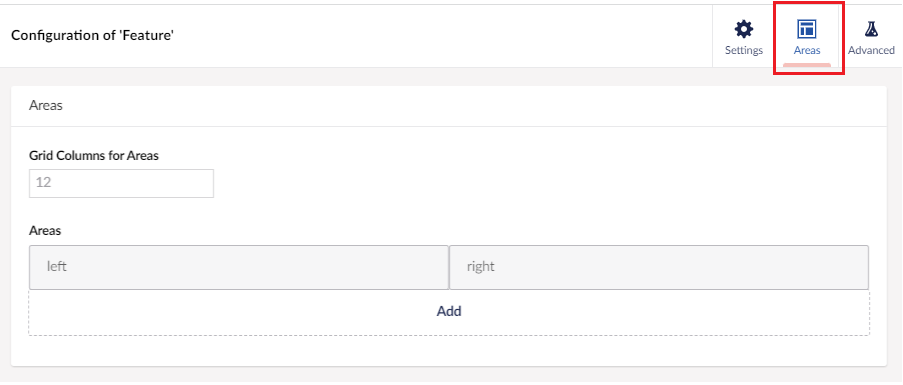 Configuration of 'Feature'
Settings
Areas
Advanced
Areas
Grid Columns for Areas
12
Areas
left right
Add